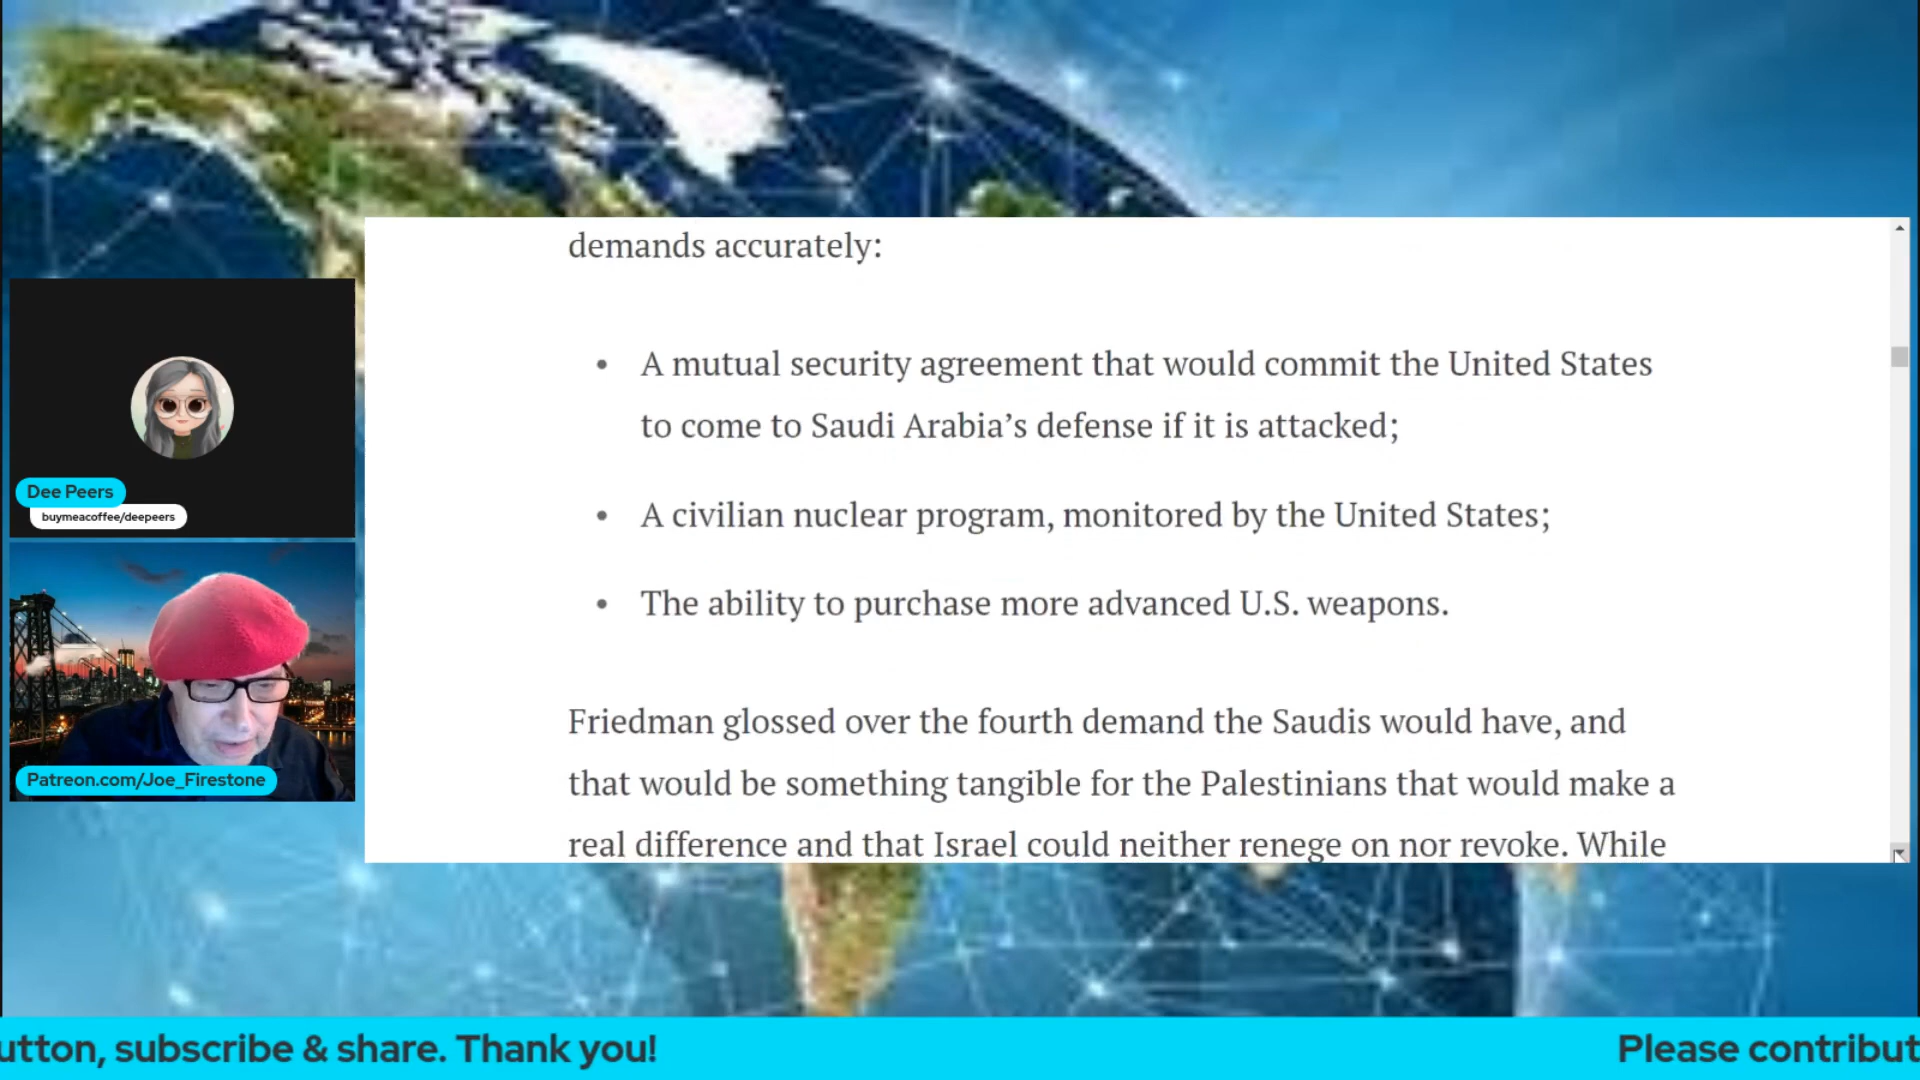 demands accurately:
• A mutual security agreement that would commit the United States
to come to Saudi Arabia’s defense if it is attacked;
• A civilian nuclear program, monitored by the United States;
• The ability to purchase more advanced U.S. weapons.
Friedman glossed over the fourth demand the Saudis would have, and
that would be something tangible for the Palestinians that would make a
real difference and that Israel could neither renege on nor revoke. While
Dee Peers
buymeacoffee/deepeers
Patreon.com/Joe_Firestone
utton, subscribe & share. Thank you!
Please contribut